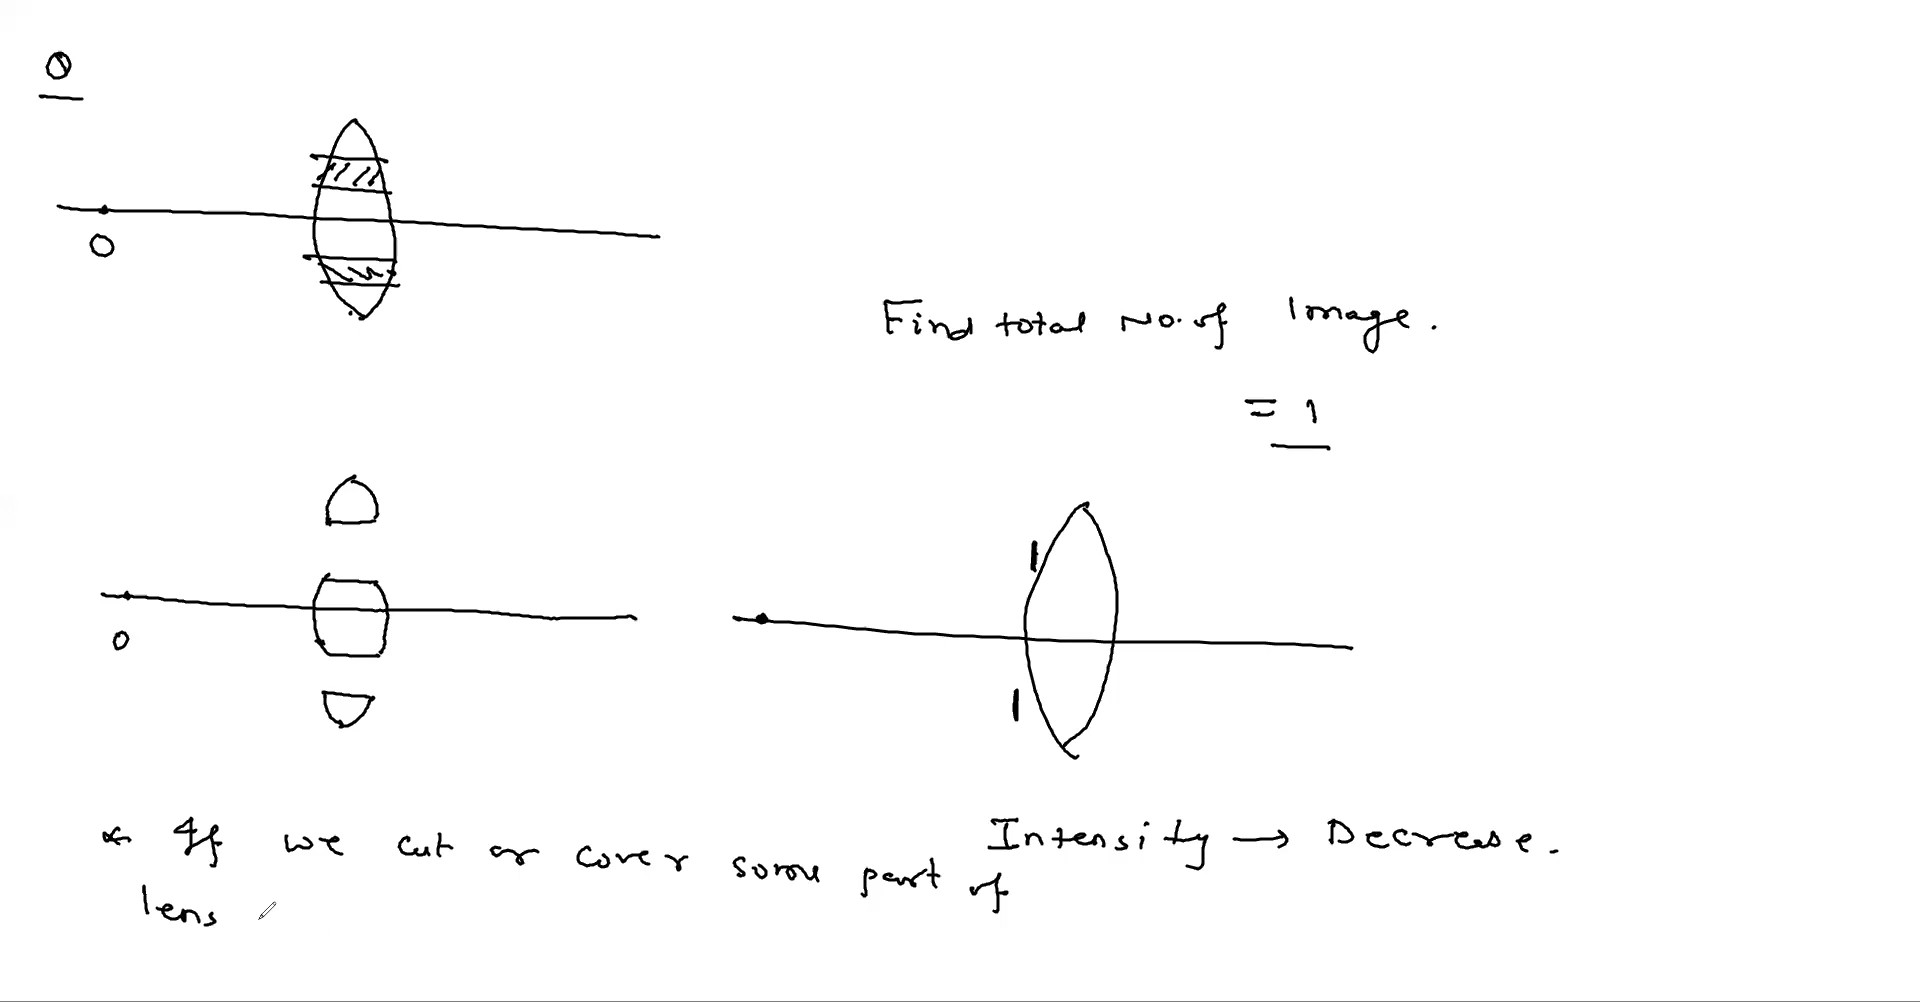 Q
O
Find total No. of Image.
= 1
O
* If we cut or cover some part of
lens
Intensity → Decrease.